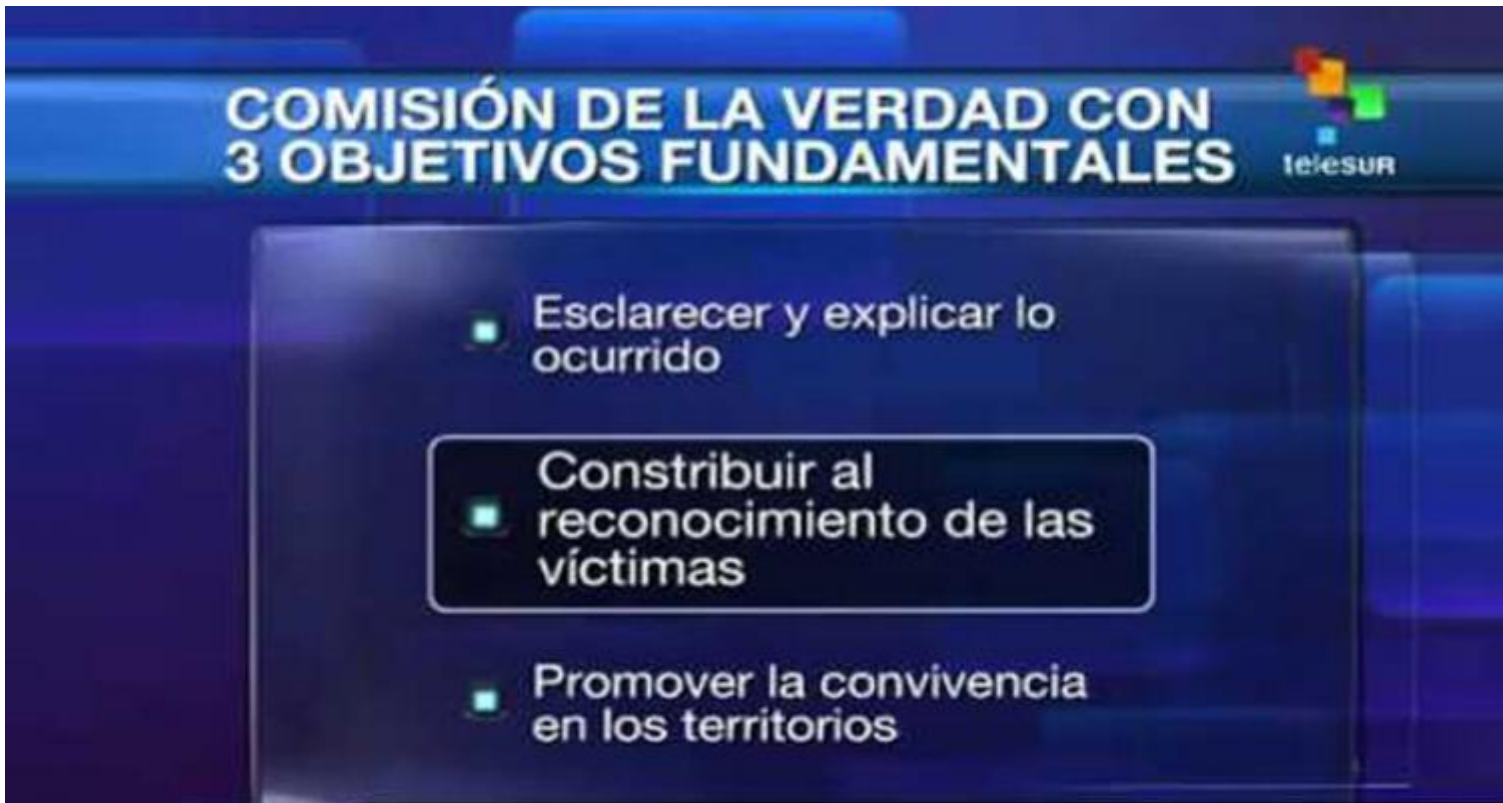 COMISIÓN DE LA VERDAD CON
3 OBJETIVOS FUNDAMENTALES
telesUR
Esclarecer y explicar lo
ocurrido
Constribuir al
reconocimiento de las
víctimas
Promover la convivencia
en los territorios